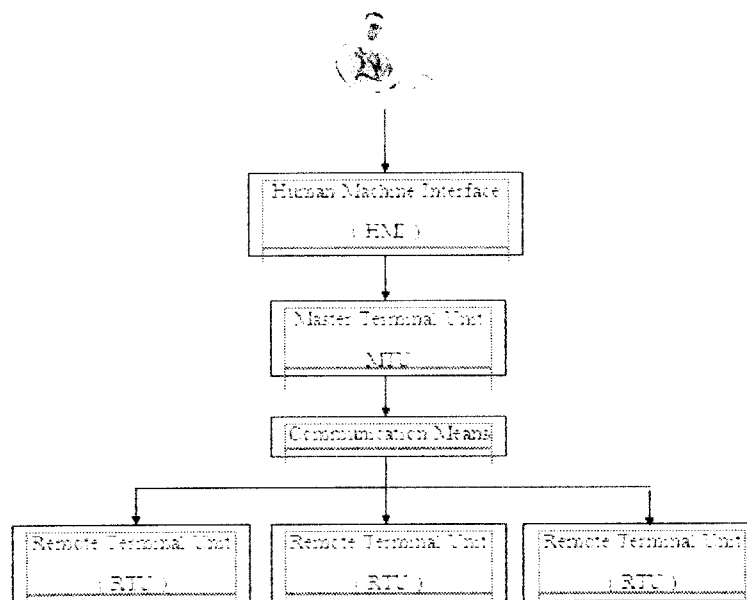 Human Machine Interface
( HMI )
Master Terminal Unit
MTU
Communication Means
Remote Terminal Unit
( RTU )
Remote Terminal Unit
( RTU )
Remote Terminal Unit
( RTU )